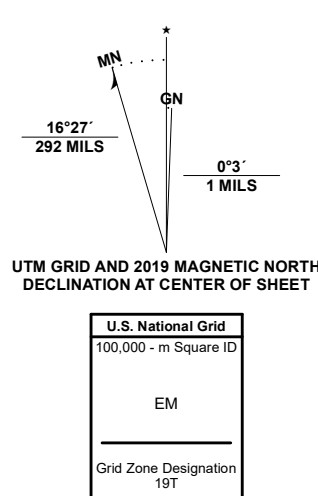 ★
MN
GN
16°27´
292 MILS
0°3´
1 MILS
UTM GRID AND 2019 MAGNETIC NORTH
DECLINATION AT CENTER OF SHEET
U.S. National Grid
100,000 - m Square ID
EM
Grid Zone Designation
19T